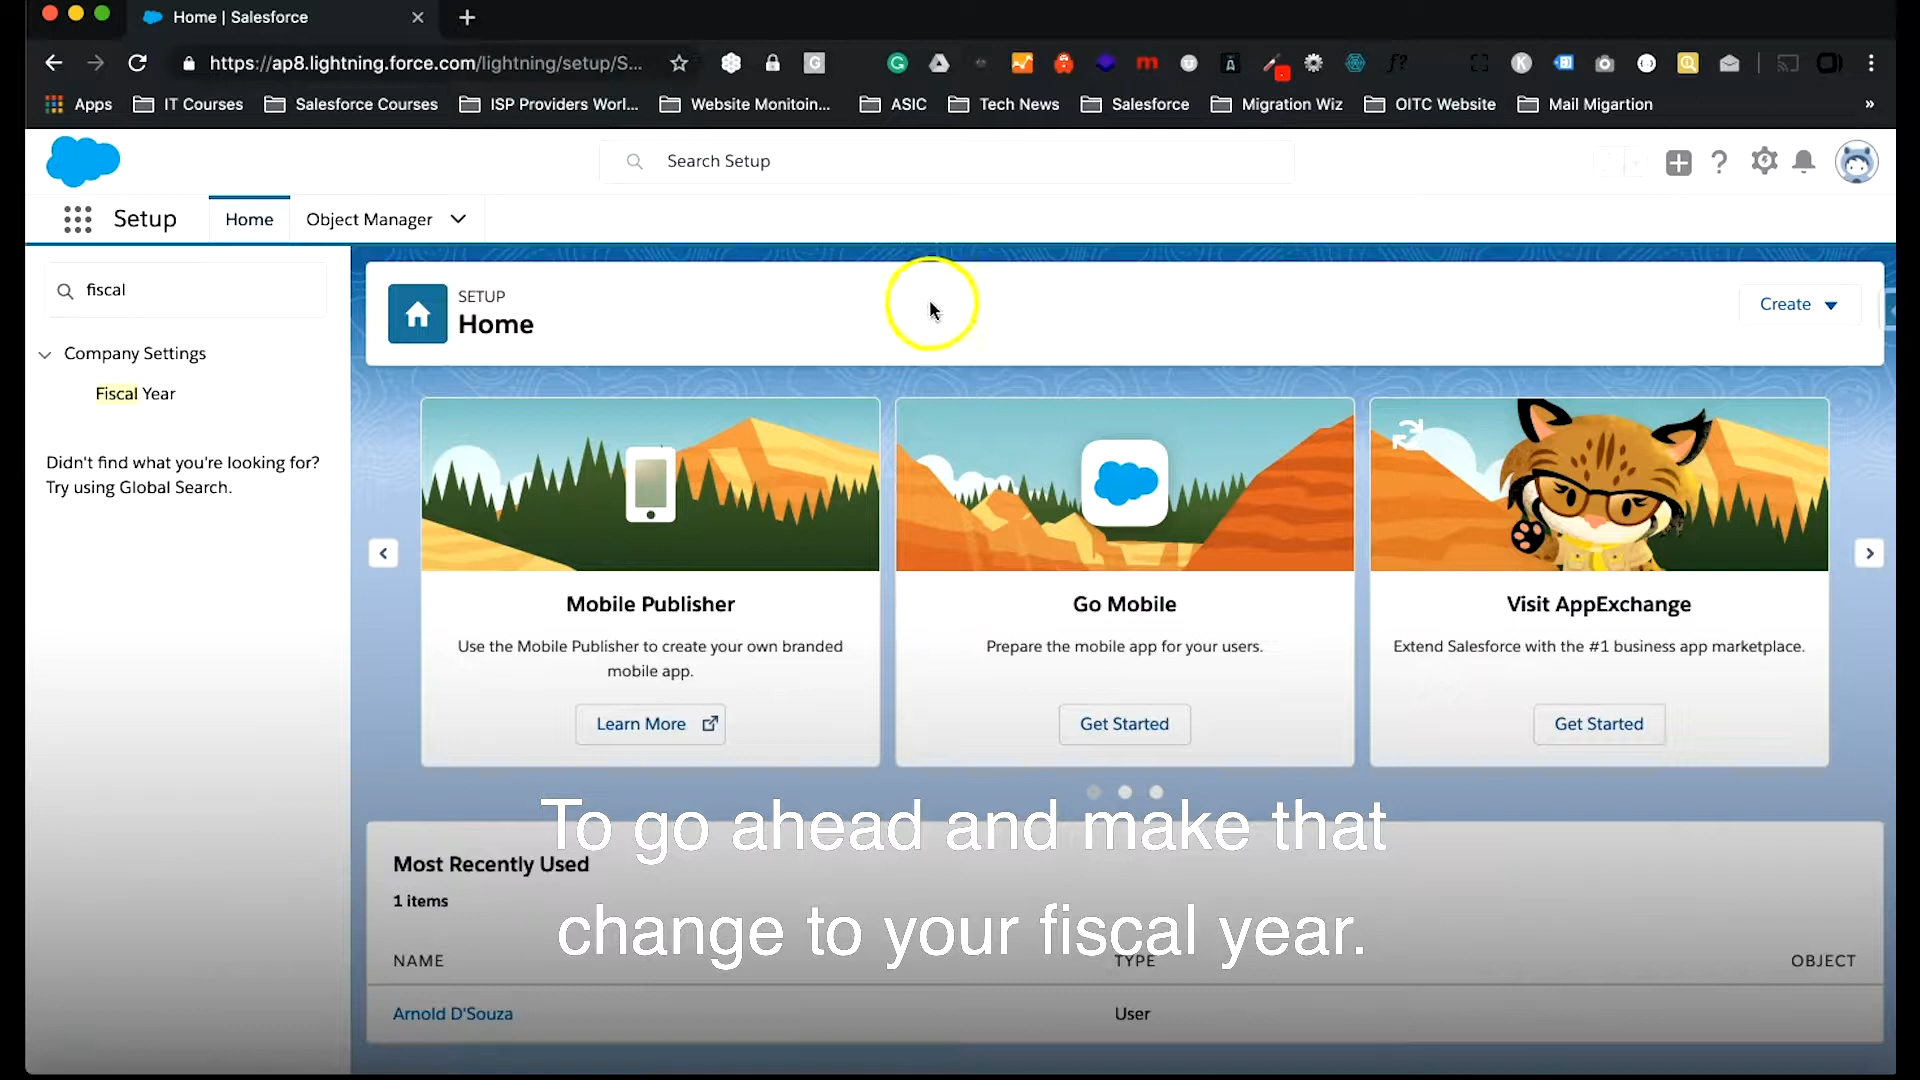 Home | Salesforce
https://ap8.lightning.force.com/lightning/setup/S...
Apps IT Courses Salesforce Courses ISP Providers Worl... Website Monitoin... ASIC Tech News Salesforce Migration Wiz OITC Website Mail Migartion »
Search Setup
Setup Home Object Manager
fiscal
Company Settings
Fiscal Year
Didn't find what you're looking for?
Try using Global Search.
SETUP
Home
Create
Mobile Publisher
Use the Mobile Publisher to create your own branded
mobile app.
Learn More
Go Mobile
Prepare the mobile app for your users.
Get Started
Visit AppExchange
Extend Salesforce with the #1 business app marketplace.
Get Started
To go ahead and make that
change to your fiscal year.
Most Recently Used
1 items
NAME TYPE OBJECT
Arnold D'Souza User